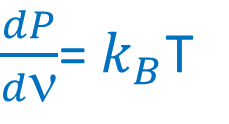 dP/dν = k_B T